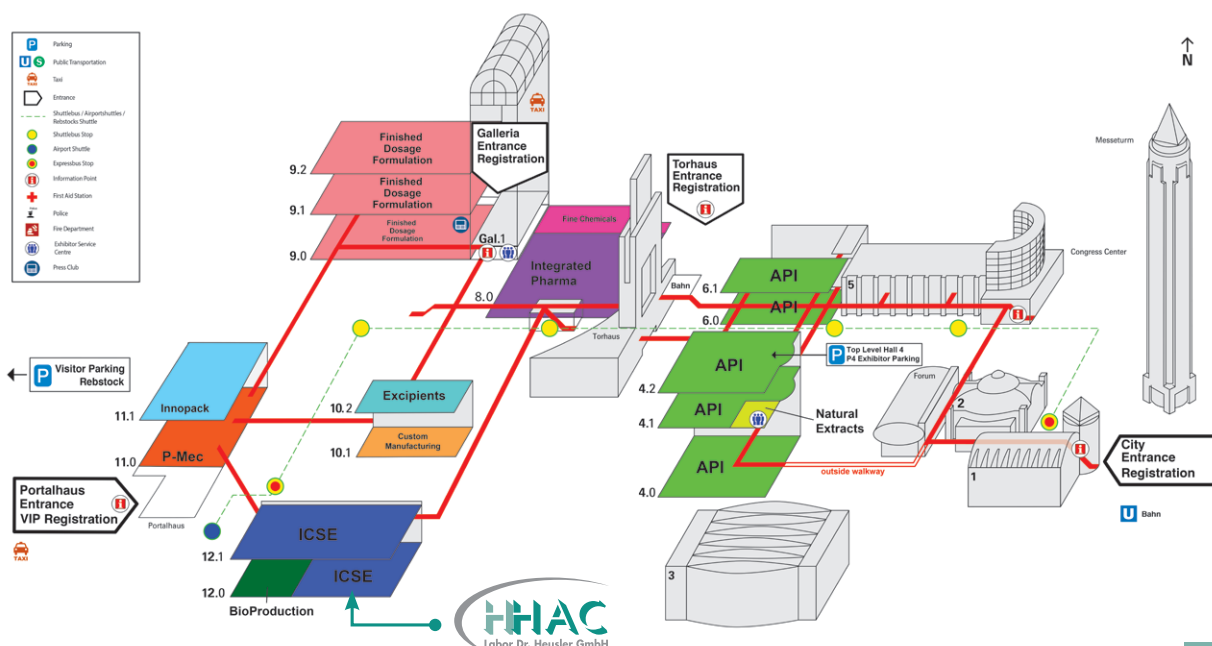 P Parking
U S Public Transportation
TAXI Taxi
Entrance
Shuttlebus / Airportshuttles /
Rebstocks Shuttle
Shuttlebus Stop
Airport Shuttle
Expressbus Stop
i Information Point
First Aid Station
Police
Fire Department
Exhibitor Service
Centre
Press Club
N
Messeturm
TAXI
Galleria
Entrance
Registration
Finished
Dosage
Formulation
9.2
Finished
Dosage
Formulation
9.1
Finished
Dosage
Formulation
9.0
Gal.1
i
Torhaus
Entrance
Registration
i
Fine Chemicals
Integrated
Pharma
8.0
Bahn
Torhaus
API
6.1
API
6.0
5
Congress Center
i
P Top Level Hall 4
P4 Exhibitor Parking
API
4.2
API
4.1
Natural
Extracts
API
4.0
outside walkway
Forum
2
1
i
City
Entrance
Registration
U Bahn
3
P Visitor Parking
Rebstock
Innopack
11.1
P-Mec
11.0
Excipients
10.2
Custom
Manufacturing
10.1
Portalhaus
Entrance
VIP Registration
i
Portalhaus
TAXI
ICSE
12.1
ICSE
12.0
BioProduction
HHAC
Labor Dr. Heusler GmbH